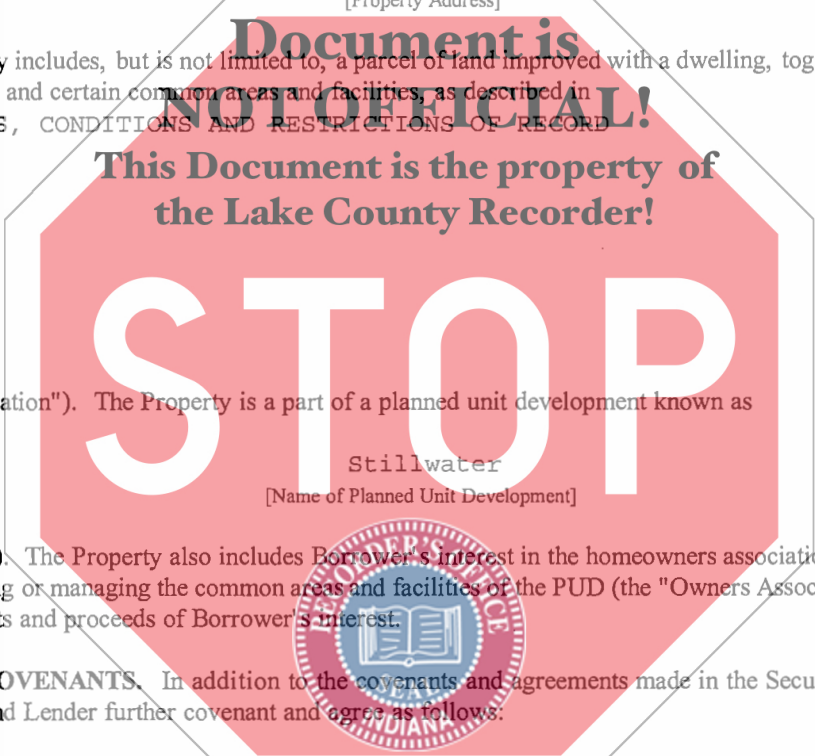 [Property Address]
Document is
y includes, but is not limited to, a parcel of land improved with a dwelling, tog
and certain common areas and facilities, as described in
NOT OFFICIAL!
S, CONDITIONS AND RESTRICTIONS OF RECORD
This Document is the property of
the Lake County Recorder!
STOP
ation"). The Property is a part of a planned unit development known as
Stillwater
[Name of Planned Unit Development]
). The Property also includes Borrower's interest in the homeowners associati
g or managing the common areas and facilities of the PUD (the "Owners Assoc
s and proceeds of Borrower's interest.
RECORDER'S OFFICE
OVENANTS. In addition to the covenants and agreements made in the Secu
SEAL
d Lender further covenant and agree as follows:
INDIANA